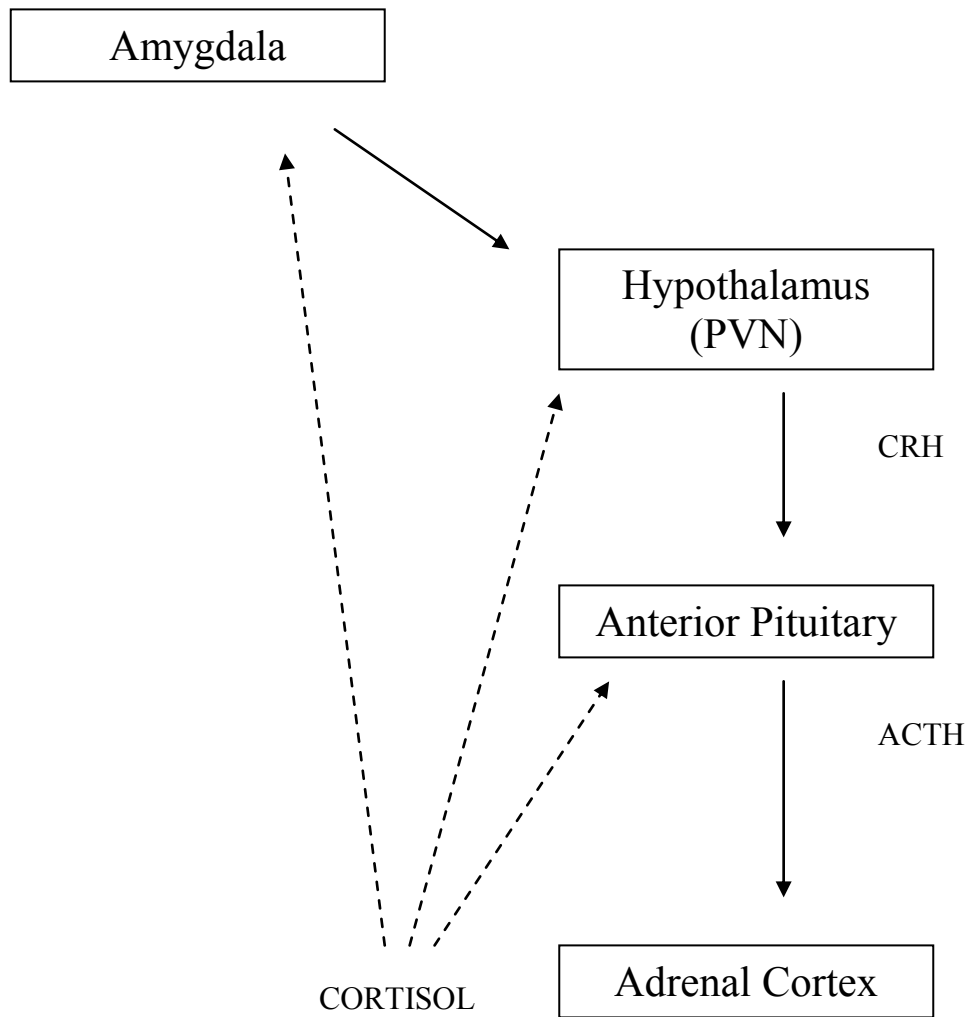 Amygdala
Hypothalamus
(PVN)
CRH
Anterior Pituitary
ACTH
CORTISOL
Adrenal Cortex